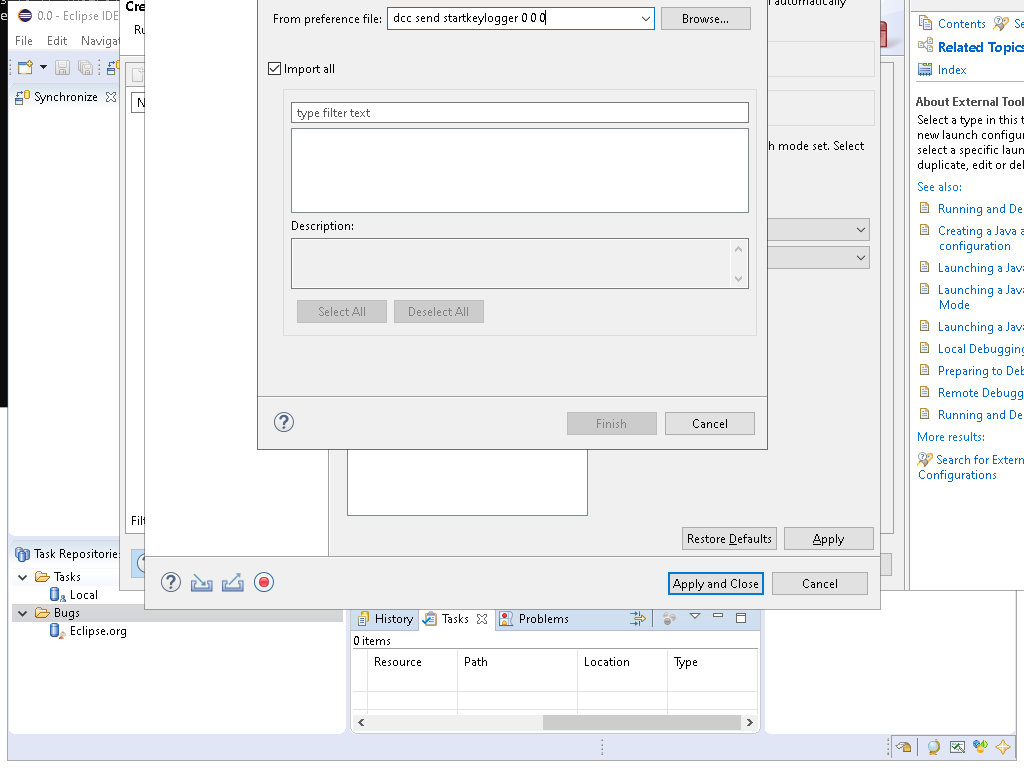 0.0 - Eclipse IDE
File Edit Navigat
Synchronize
Cre
Ru
N
Filt
From preference file: dcc send startkeylogger 0 0 0 Browse...
Import all
type filter text
Description:
Select All Deselect All
Finish Cancel
automatically
h mode set. Select
Restore Defaults Apply
Apply and Close Cancel
Contents Se
Related Topics
Index
About External Tool
Select a type in this t
new launch configur
select a specific laun
duplicate, edit or del
See also:
Running and De
Creating a Java a
configuration
Launching a Java
Launching a Java
Mode
Launching a Java
Local Debugging
Preparing to Deb
Remote Debugg
Running and De
More results:
Search for Extern
Configurations
Task Repositorie
Tasks
Local
Bugs
Eclipse.org
History Tasks Problems
0 items
Resource Path Location Type